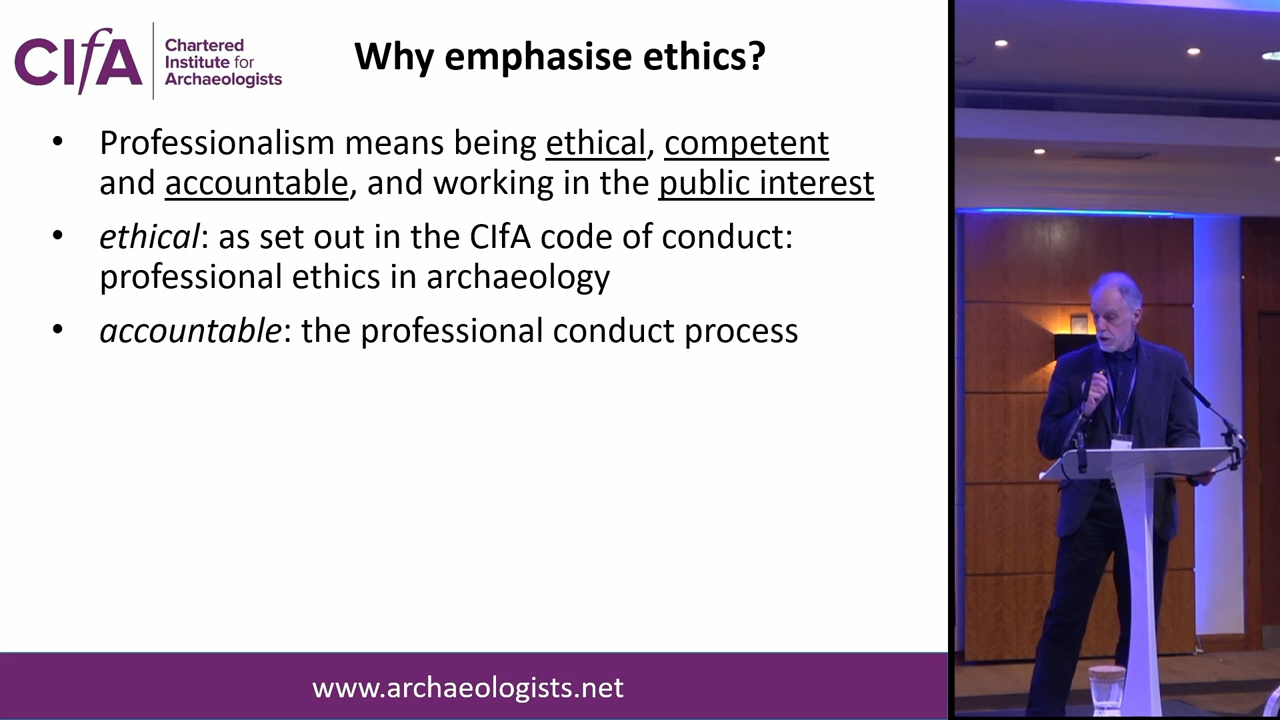 CIfA
Chartered
Institute for
Archaeologists
Why emphasise ethics?
• Professionalism means being ethical, competent
and accountable, and working in the public interest
• ethical: as set out in the CIfA code of conduct:
professional ethics in archaeology
• accountable: the professional conduct process
www.archaeologists.net